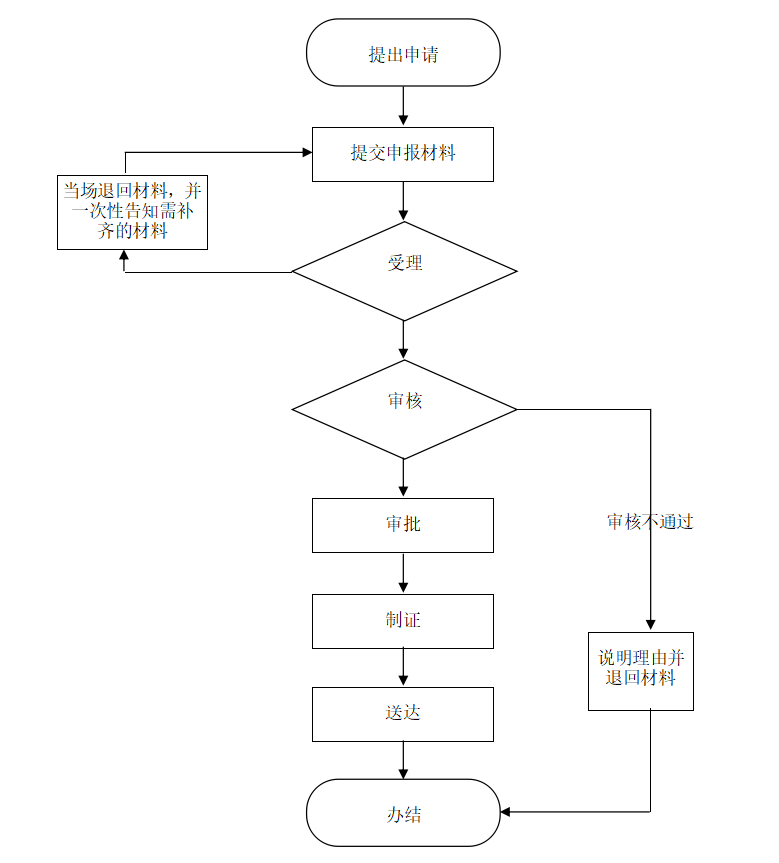 提出申请
提交申报材料
当场退回材料，并
一次性告知需补
齐的材料
受理
审核
审批
审核不通过
制证
说明理由并
退回材料
送达
办结